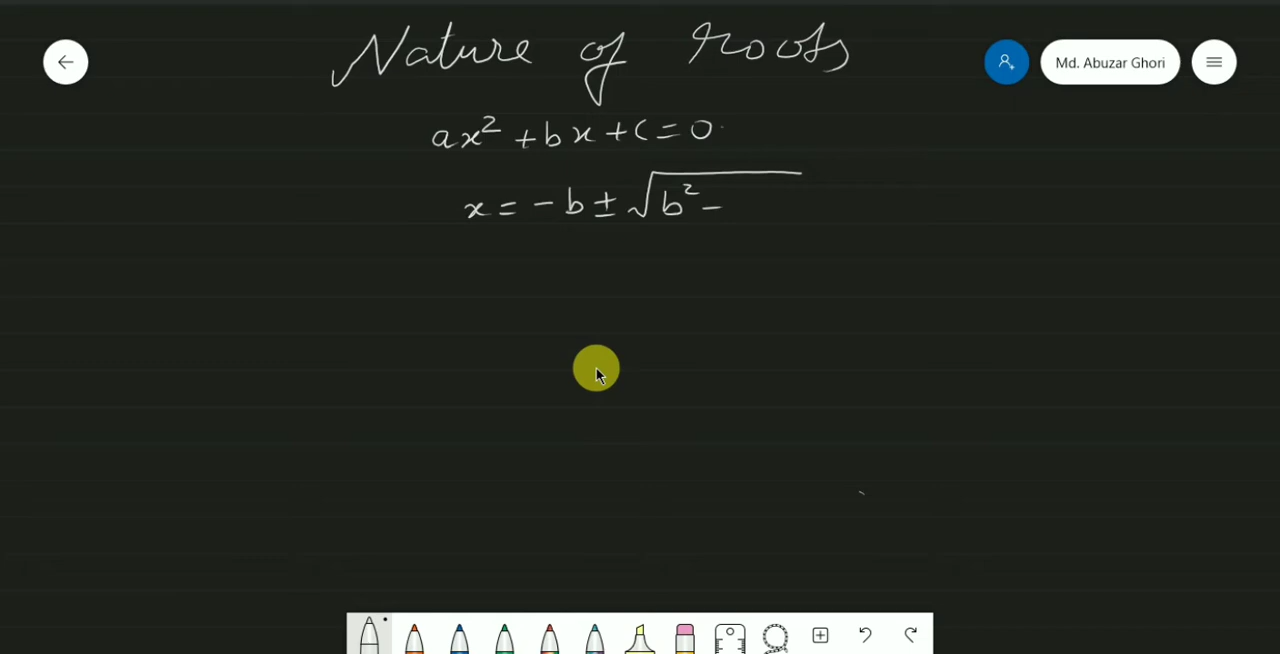 Nature of roots
Md. Abuzar Ghori
ax² + bx + c = 0
x = -b ± √b² -